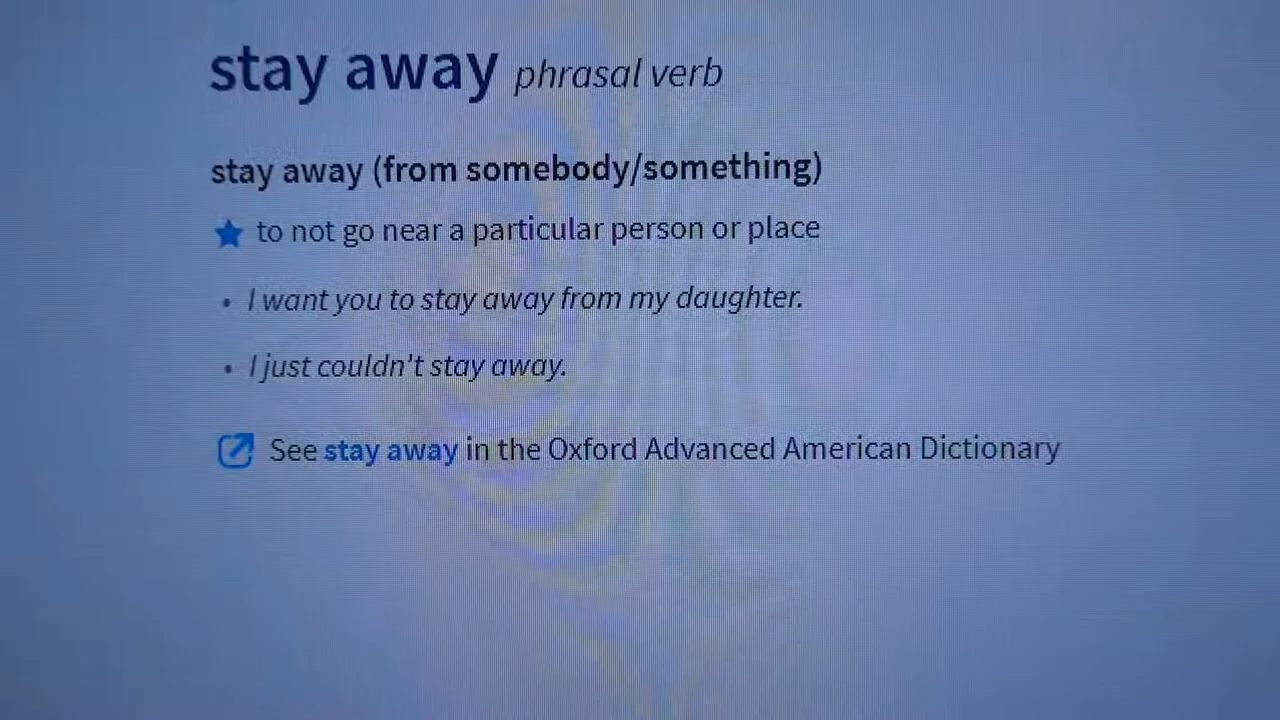 stay away phrasal verb
stay away (from somebody/something)
to not go near a particular person or place
• I want you to stay away from my daughter.
• I just couldn't stay away.
See stay away in the Oxford Advanced American Dictionary